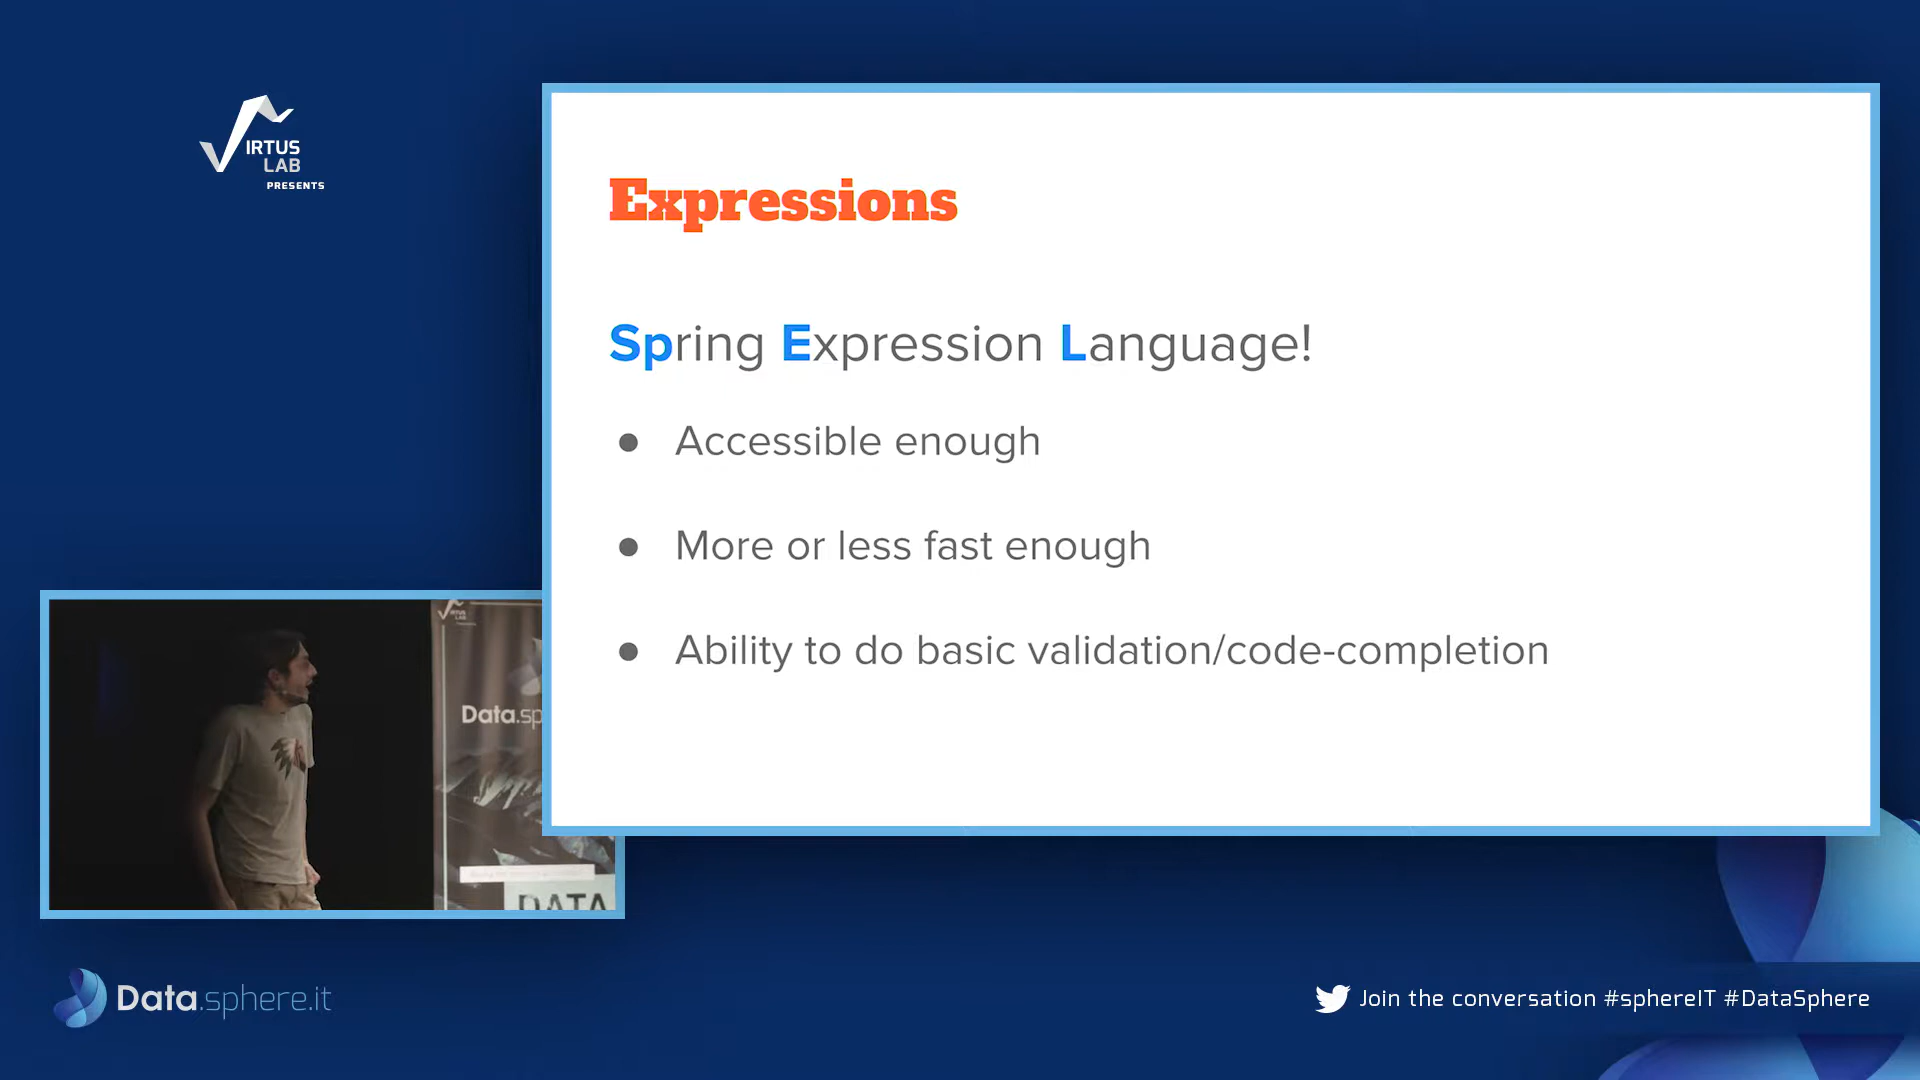 IRTUS
LAB
PRESENTS
Expressions
Spring Expression Language!
● Accessible enough
● More or less fast enough
● Ability to do basic validation/code-completion
Data.sp
DATA
Data.sphere.it
Join the conversation #sphereIT #DataSphere